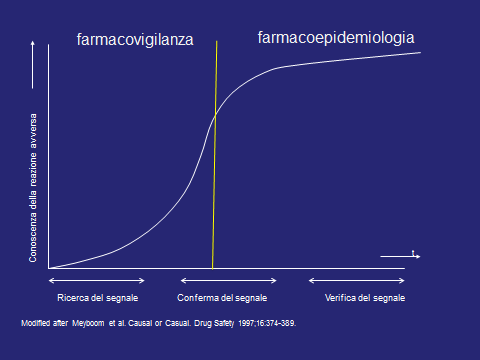 farmacovigilanza
farmacoepidemiologia
Conoscenza della reazione avversa
t
Ricerca del segnale
Conferma del segnale
Verifica del segnale
Modified after Meyboom et al. Causal or Casual. Drug Safety 1997;16:374-389.